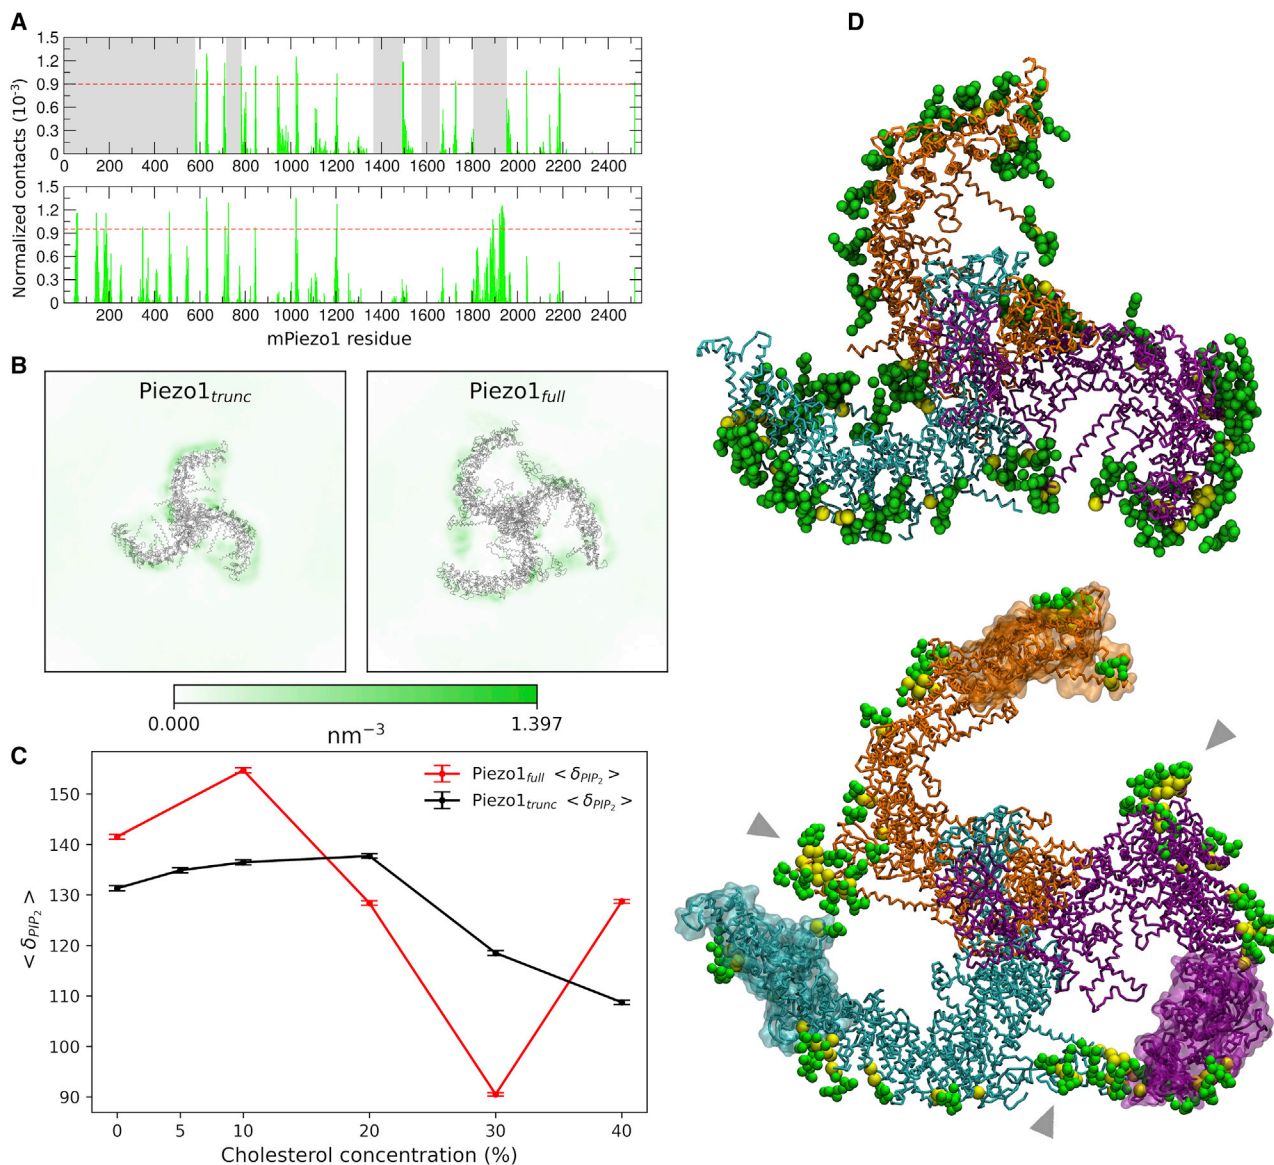 A
D
Normalized contacts (10⁻³)
1.5
1.2
0.9
0.6
0.3
0
0 200 400 600 800 1000 1200 1400 1600 1800 2000 2200 2400
1.5
1.2
0.9
0.6
0.3
0
0 200 400 600 800 1000 1200 1400 1600 1800 2000 2200 2400
mPiezo1 residue
B
Piezo1trunc
Piezo1full
0.000
1.397
nm⁻³
C
Piezo1full <δPIP2>
Piezo1trunc <δPIP2>
<δPIP2>
150
140
130
120
110
100
90
0 5 10 20 30 40
Cholesterol concentration (%)